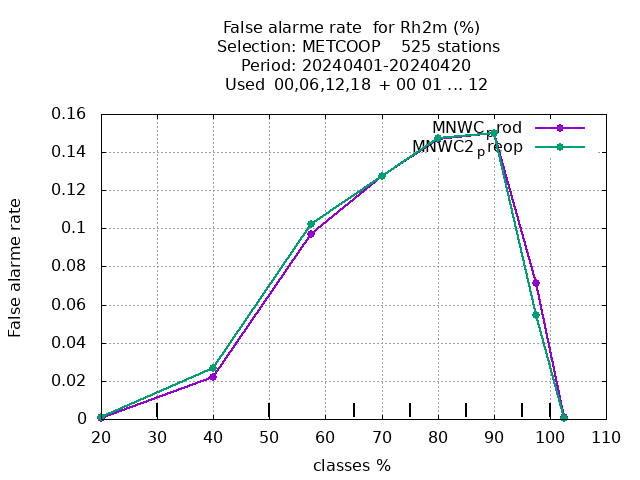 False alarme rate  for Rh2m (%)
Selection: METCOOP    525 stations
Period: 20240401-20240420
Used  00,06,12,18  + 00 01 ... 12
0.16
0.14
0.12
0.1
0.08
0.06
0.04
0.02
0
False alarme rate
MNWC_prod
MNWC2_preop
20 30 40 50 60 70 80 90 100 110
classes %